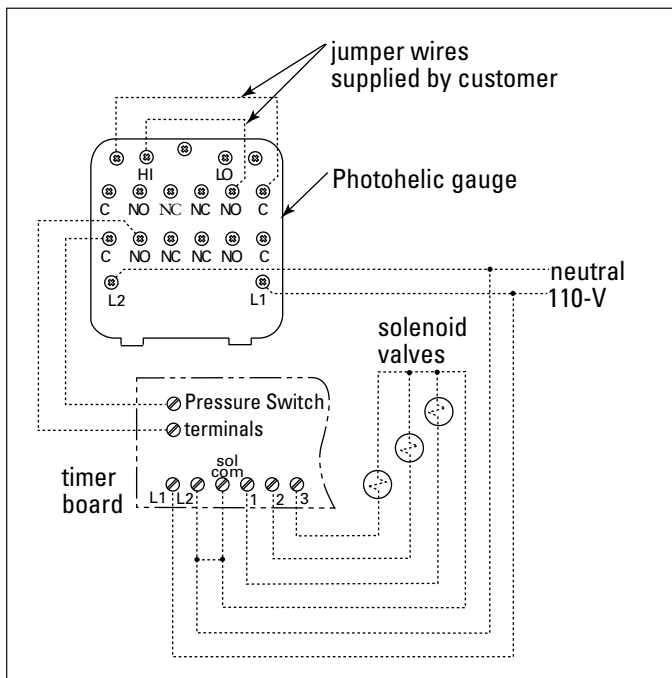 jumper wires
supplied by customer
HI LO
C NO NC NC NO C
Photohelic gauge
C NO NC NC NO C
L2 L1
neutral
110-V
solenoid
valves
Pressure Switch
terminals
timer
board
sol
com
L1 L2 1 2 3